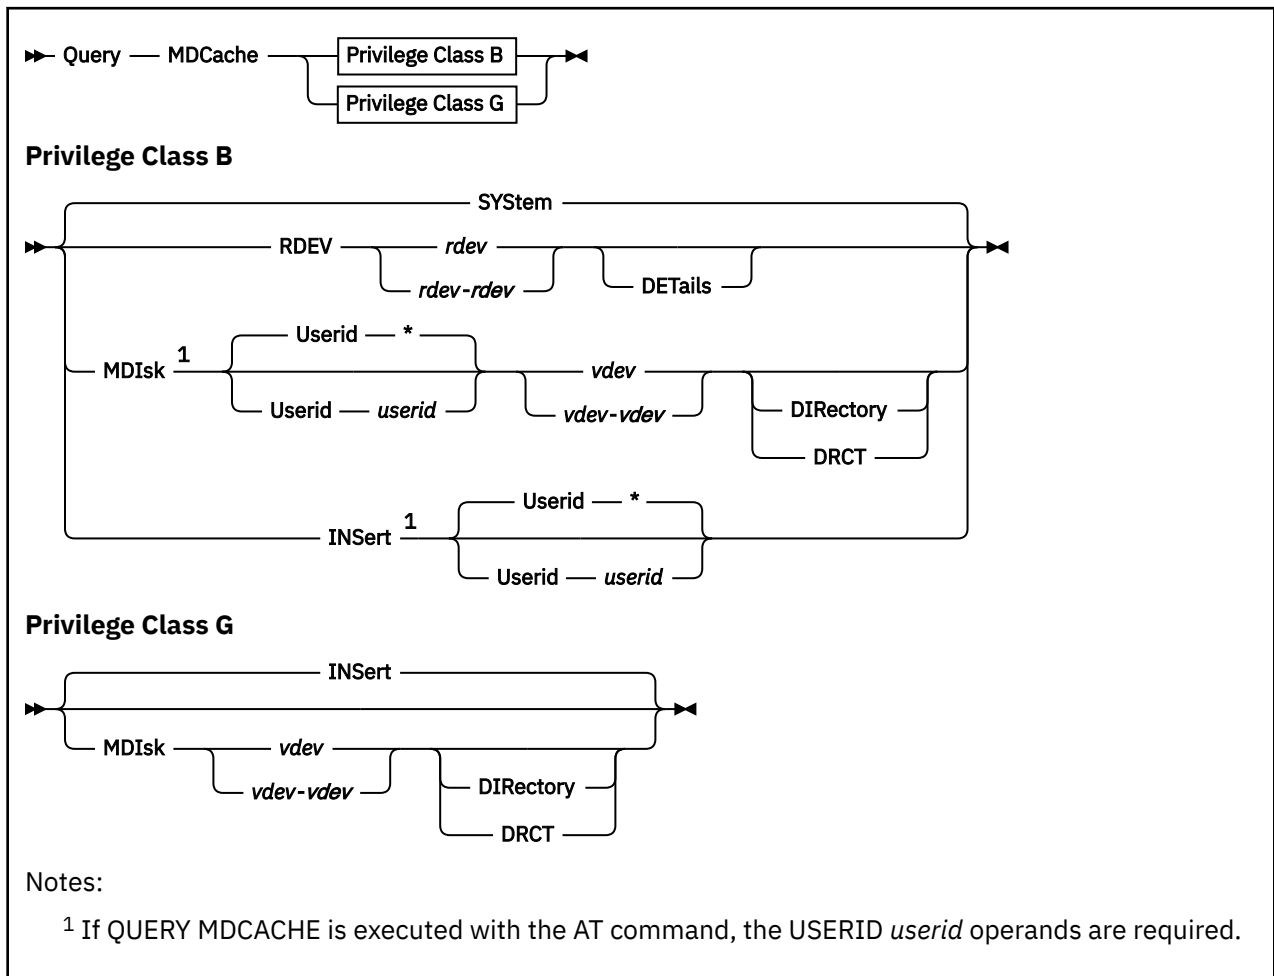 Query MDCache Privilege Class B
Privilege Class G
Privilege Class B
SYStem
RDEV rdev
rdev-rdev DETails
Userid *
MDIsk 1 vdev
Userid userid vdev-vdev DIRectory
DRCT
Userid *
INSert 1
Userid userid
Privilege Class G
INSert
MDIsk vdev
vdev-vdev DIRectory
DRCT
Notes:
1 If QUERY MDCACHE is executed with the AT command, the USERID userid operands are required.